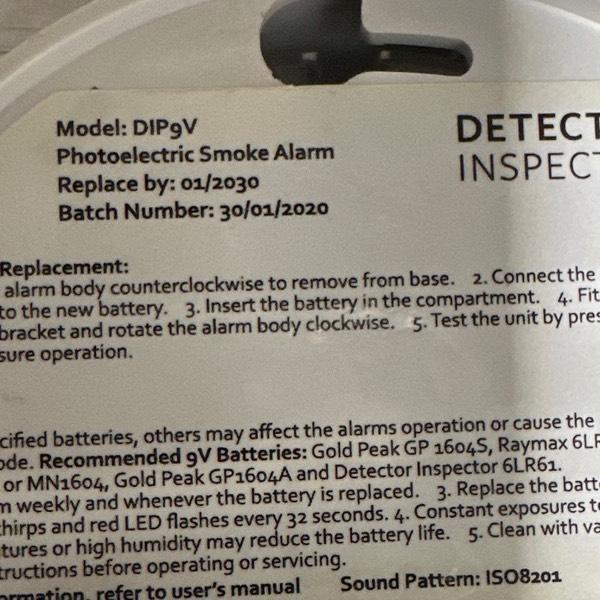 Model: DIP9V
Photoelectric Smoke Alarm
Replace by: 01/2030
Batch Number: 30/01/2020
DETECT
INSPECT
Replacement:
alarm body counterclockwise to remove from base. 2. Connect the
to the new battery. 3. Insert the battery in the compartment. 4. Fit
bracket and rotate the alarm body clockwise. 5. Test the unit by pres
sure operation.
cified batteries, others may affect the alarms operation or cause the
ode. Recommended 9V Batteries: Gold Peak GP 1604S, Raymax 6LR
or MN1604, Gold Peak GP1604A and Detector Inspector 6LR61.
m weekly and whenever the battery is replaced. 3. Replace the batt
chirps and red LED flashes every 32 seconds. 4. Constant exposures to
tures or high humidity may reduce the battery life. 5. Clean with va
tructions before operating or servicing.
ormation, refer to user's manual Sound Pattern: ISO8201